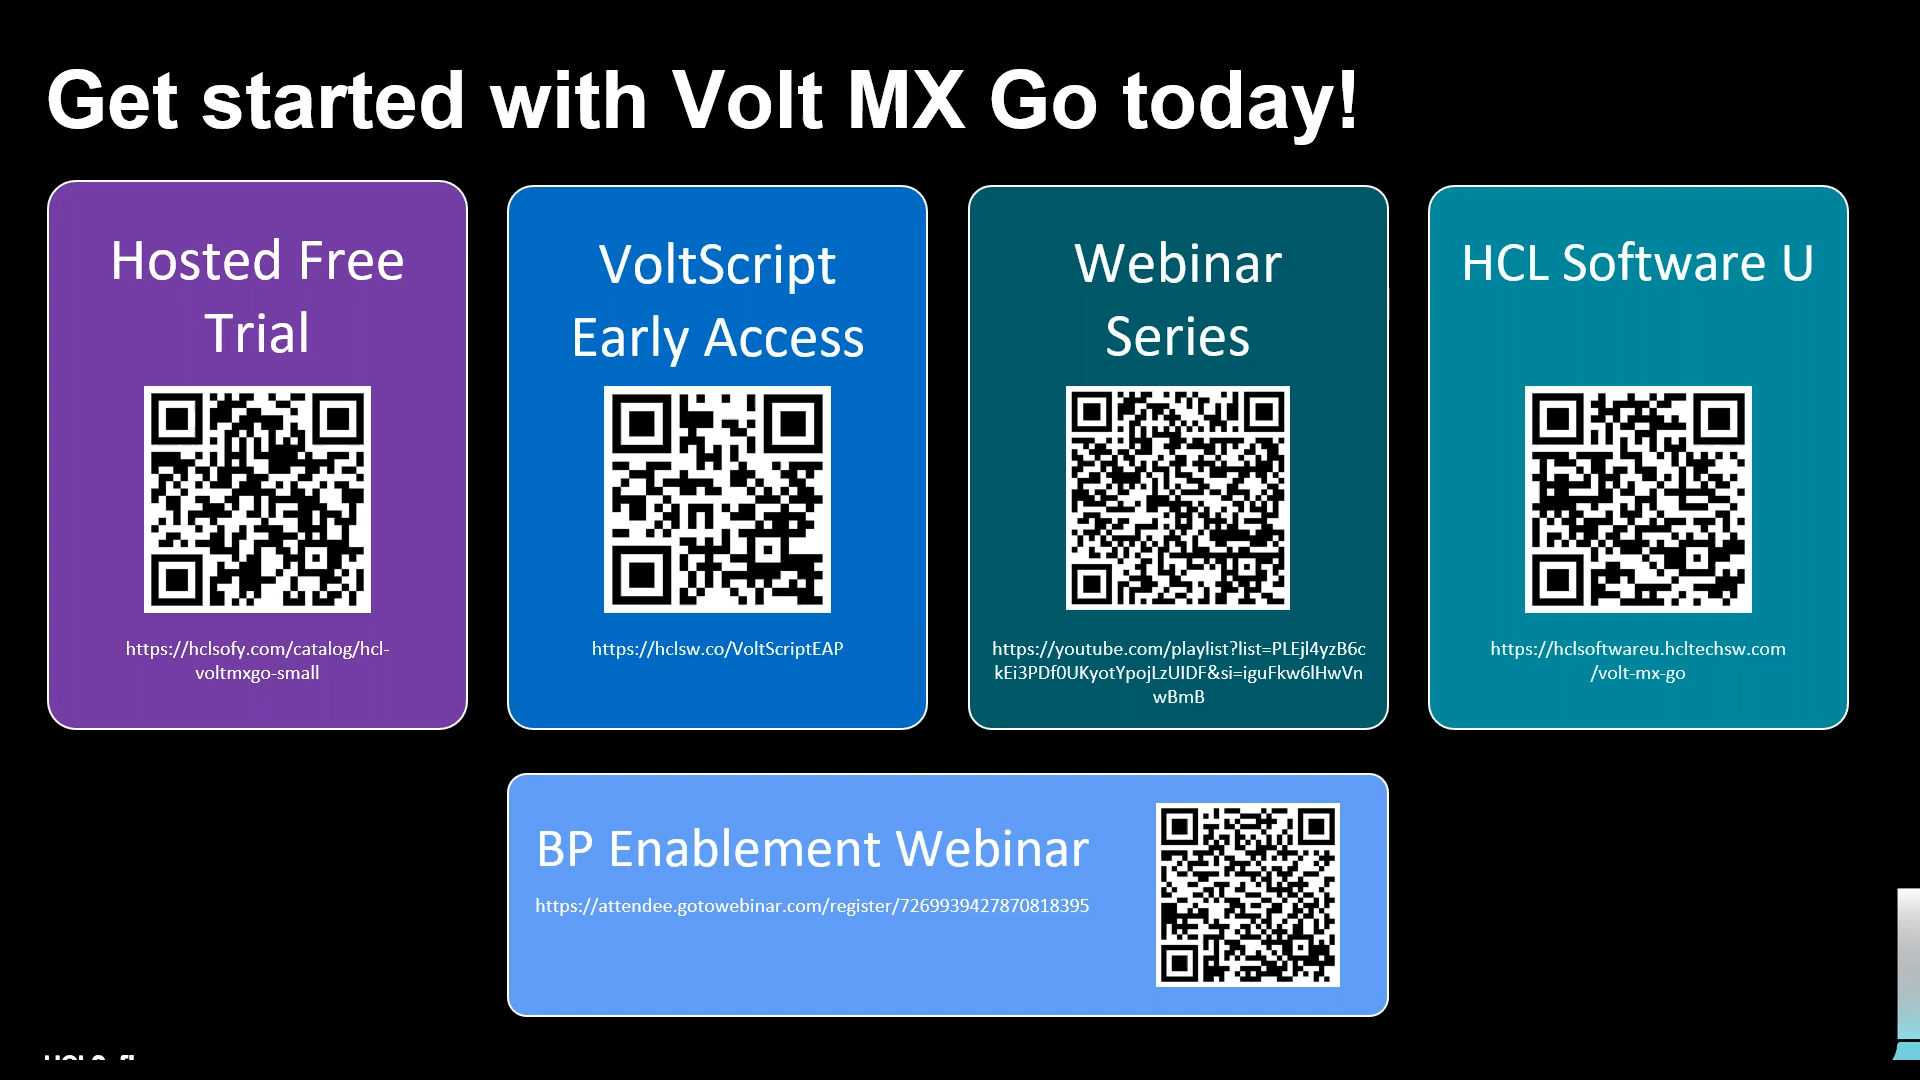 Get started with Volt MX Go today!
Hosted Free
Trial
https://hclsofy.com/catalog/hcl-
voltmxgo-small
VoltScript
Early Access
https://hclsw.co/VoltScriptEAP
Webinar
Series
https://youtube.com/playlist?list=PLEjl4yzB6c
kEi3PDf0UKyotYpojLzUIDF&si=iguFkw6lHwVn
wBmB
HCL Software U
https://hclsoftwareu.hcltechsw.com
/volt-mx-go
BP Enablement Webinar
https://attendee.gotowebinar.com/register/7269939427870818395